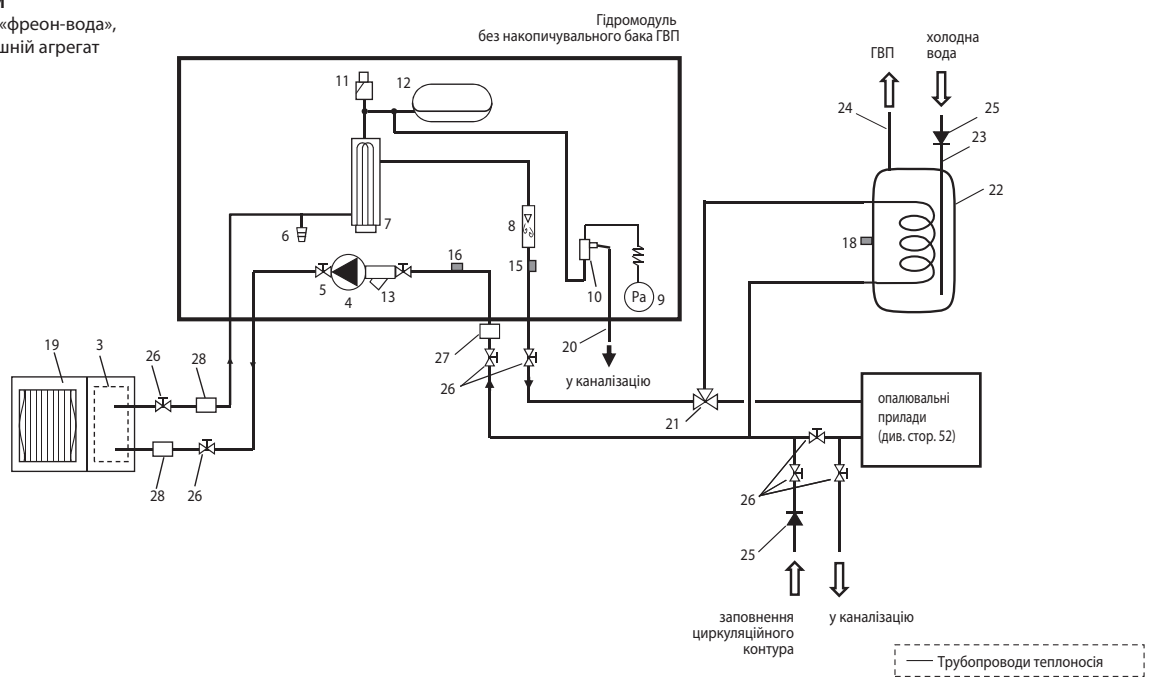 «фреон-вода»,
Гідромодуль
без накопичувального бака ГВП
ГВП
холодна
вода
11
12
24
25
23
22
7
6
8
18
16
15
5
4
13
10
Pa
9
19
3
26
28
27
26
20
у каналізацію
21
опалювальні
прилади
(див. стор. 52)
28
26
26
25
заповнення
циркуляційного
контура
у каналізацію
Трубопроводи теплоносія